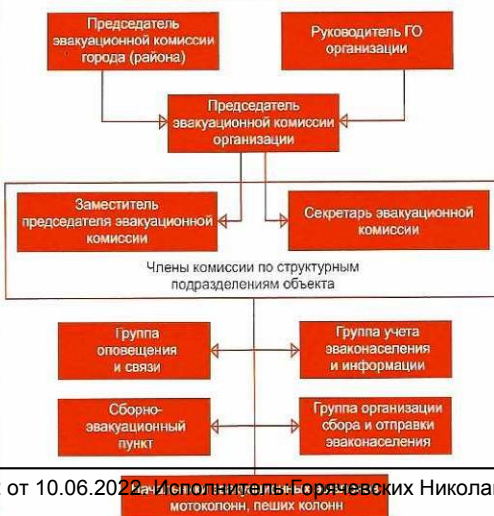 Председатель
эвакуационной комиссии
города (района)
Руководитель ГО
организации
Председатель
эвакуационной комиссии
организации
Заместитель
председателя эвакуационной
комиссии
Секретарь эвакуационной
комиссии
Члены комиссии по структурным
подразделениям объекта
Группа
оповещения
и связи
Группа учета
эваконаселения
и информации
Сборно-
эвакуационный
пункт
Группа организации
сбора и отправки
эваконаселения
от 10.06.2022. Исполнитель: Горячевских Никола
мотоколонн, пеших колонн